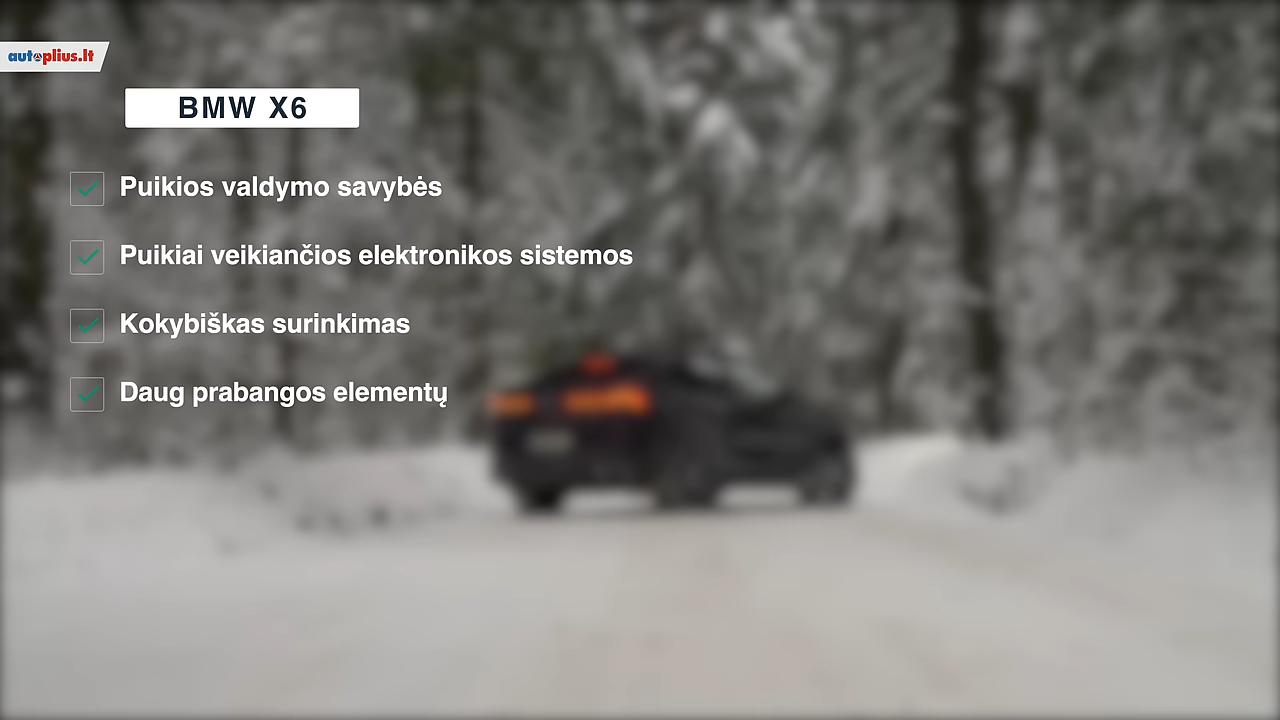 autoplius.lt
BMW X6
Puikios valdymo savybės
Puikiai veikiančios elektronikos sistemos
Kokybiškas surinkimas
Daug prabangos elementų